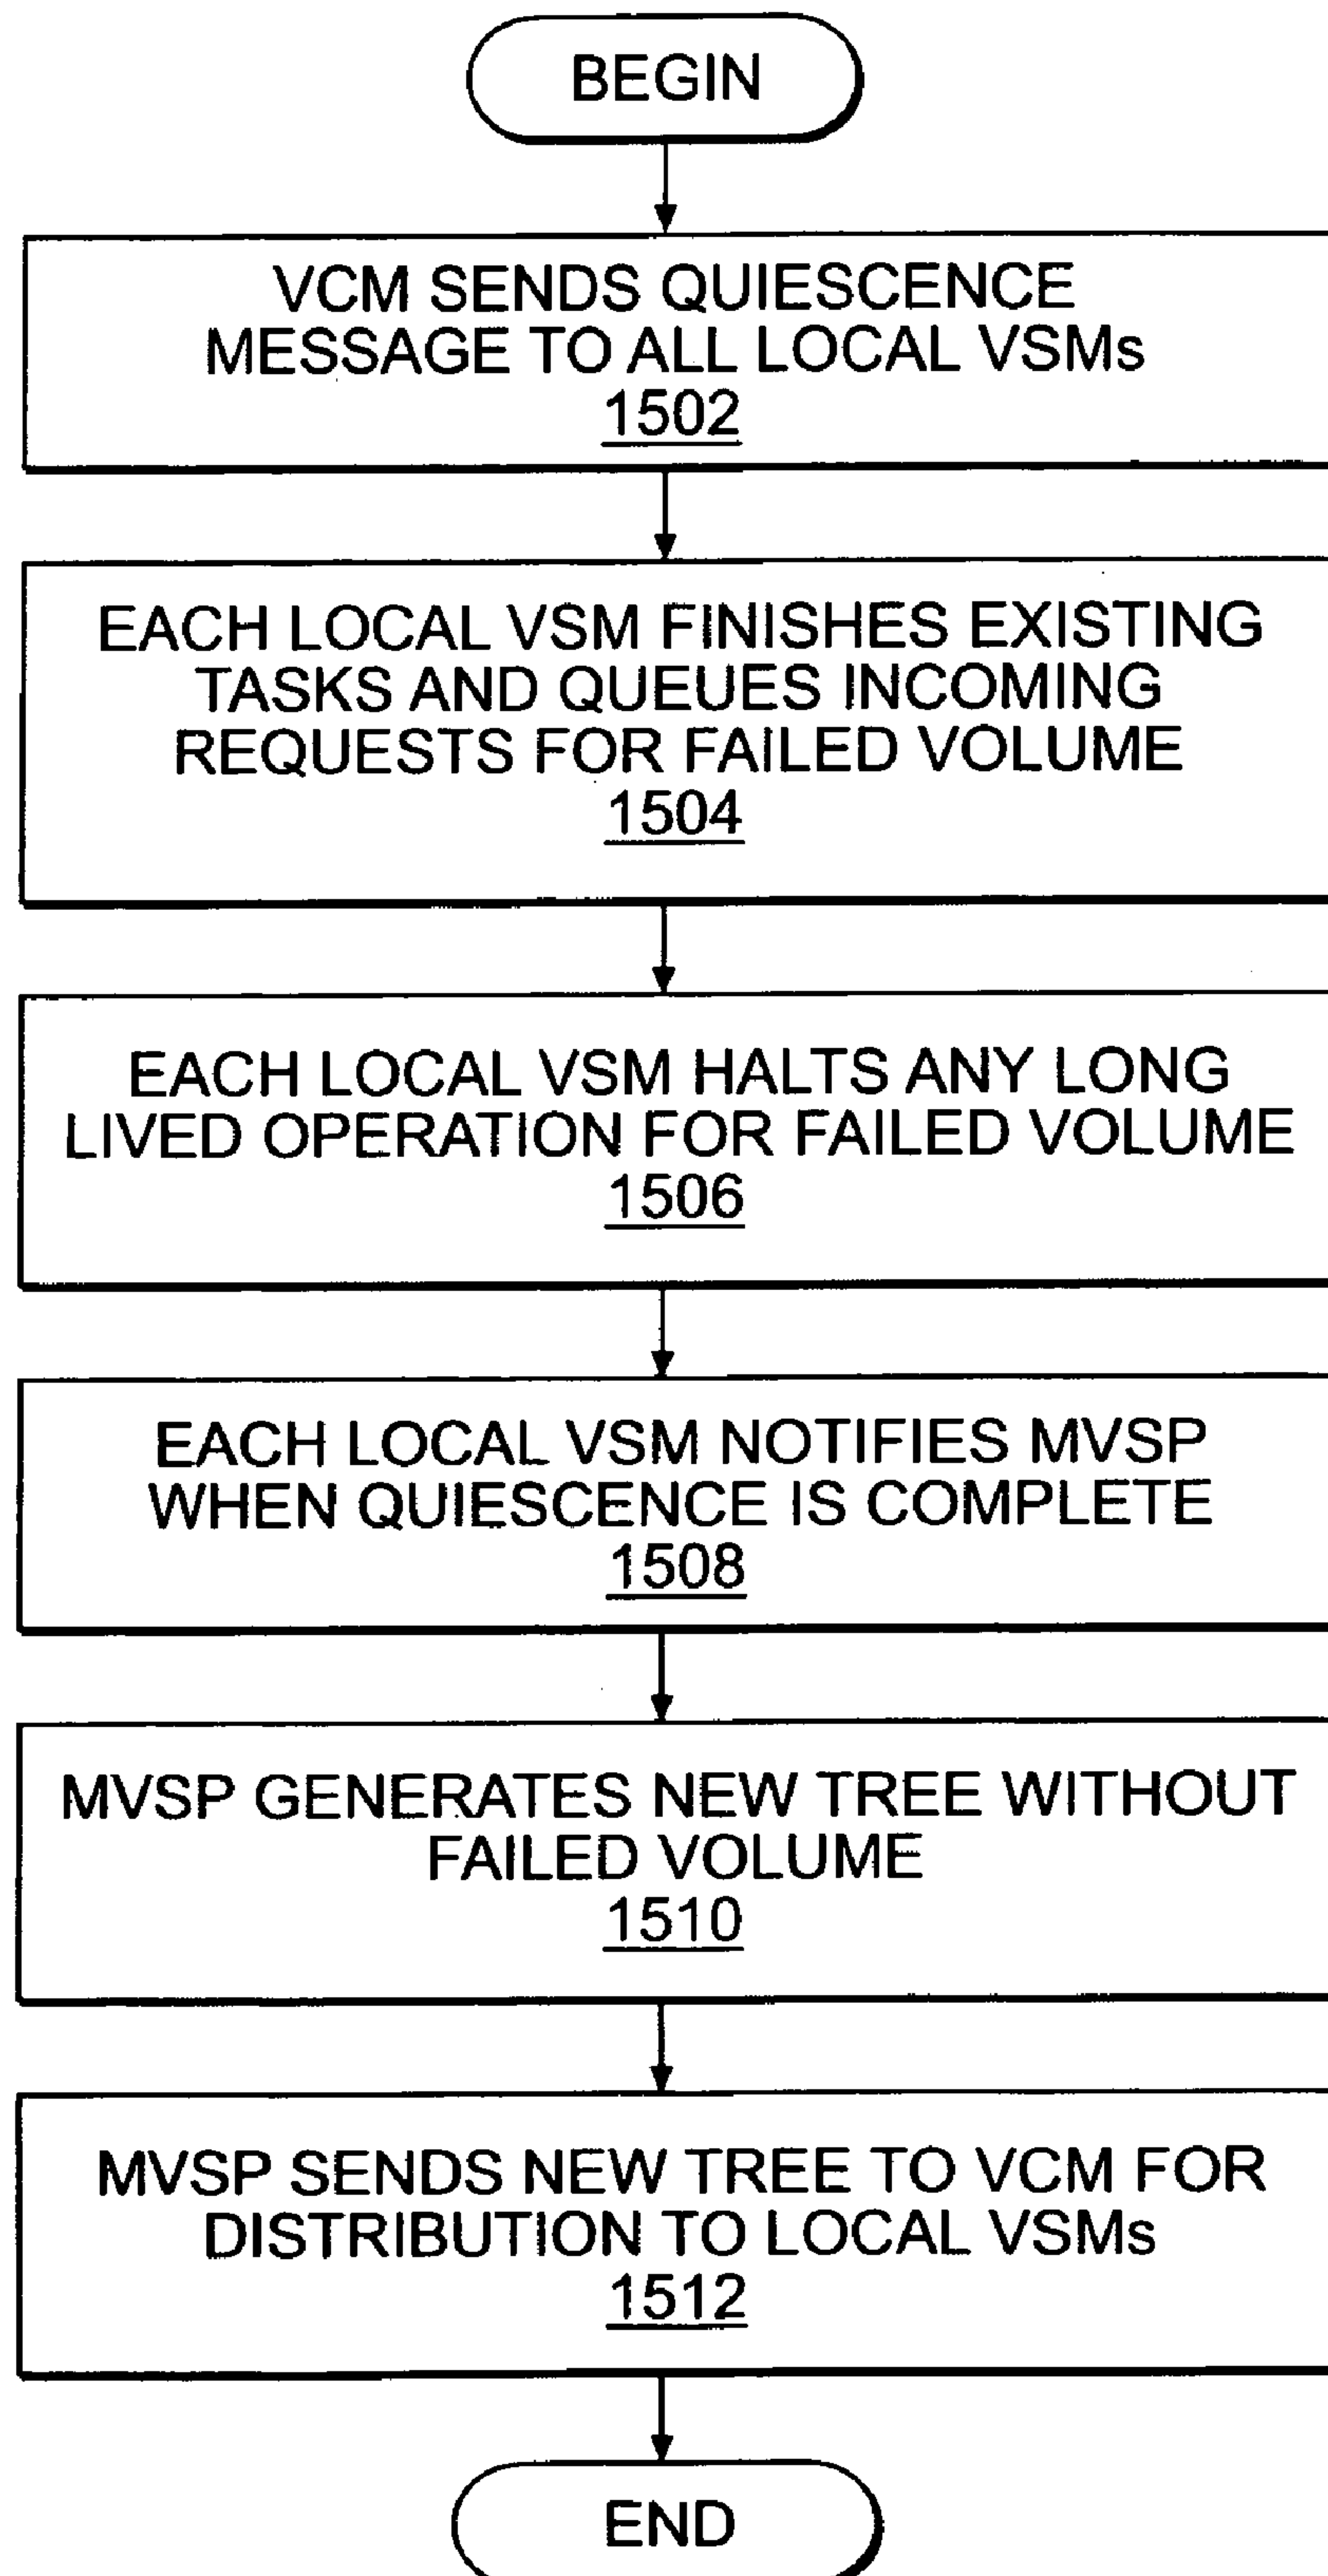 BEGIN
VCM SENDS QUIESCENCE
MESSAGE TO ALL LOCAL VSMs
1502
EACH LOCAL VSM FINISHES EXISTING
TASKS AND QUEUES INCOMING
REQUESTS FOR FAILED VOLUME
1504
EACH LOCAL VSM HALTS ANY LONG
LIVED OPERATION FOR FAILED VOLUME
1506
EACH LOCAL VSM NOTIFIES MVSP
WHEN QUIESCENCE IS COMPLETE
1508
MVSP GENERATES NEW TREE WITHOUT
FAILED VOLUME
1510
MVSP SENDS NEW TREE TO VCM FOR
DISTRIBUTION TO LOCAL VSMs
1512
END